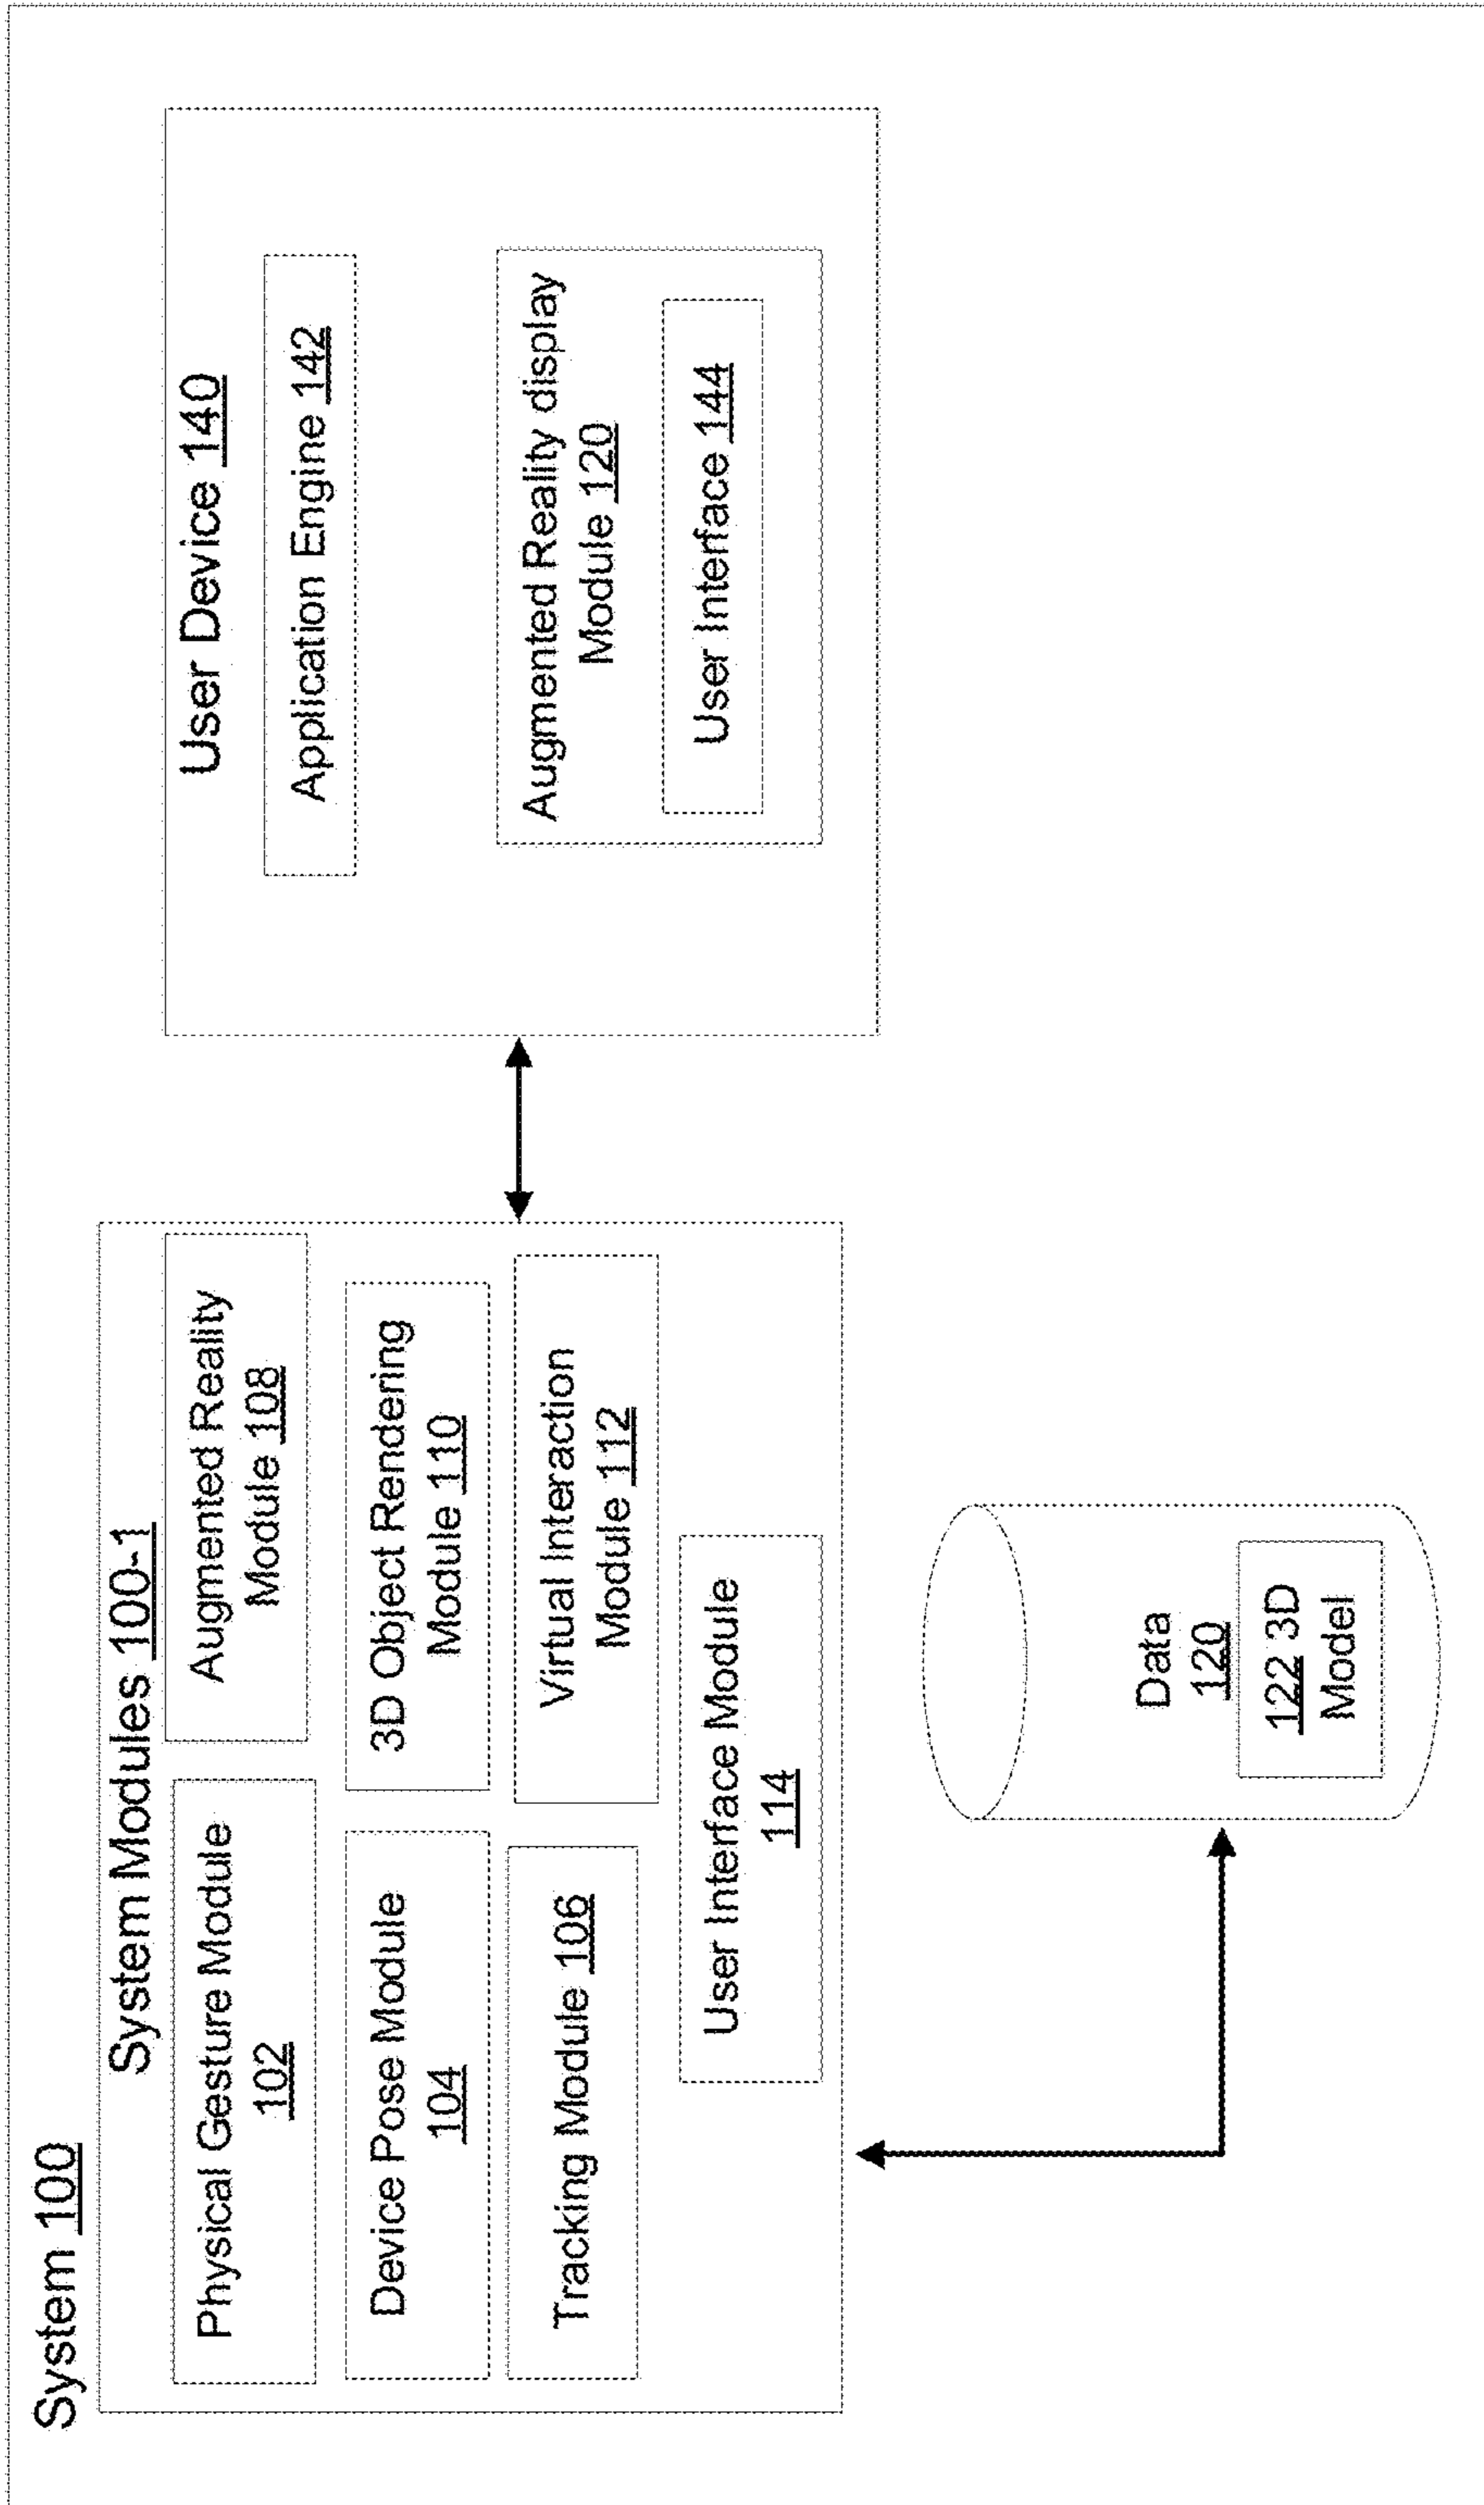 System 100
System Modules 100-1
Physical Gesture Module
102
Augmented Reality
Module 108
Device Pose Module
104
3D Object Rendering
Module 110
Tracking Module 106
Virtual Interaction
Module 112
User Interface Module
114
Data
120
122 3D
Model
User Device 140
Application Engine 142
Augmented Reality display
Module 120
User Interface 144